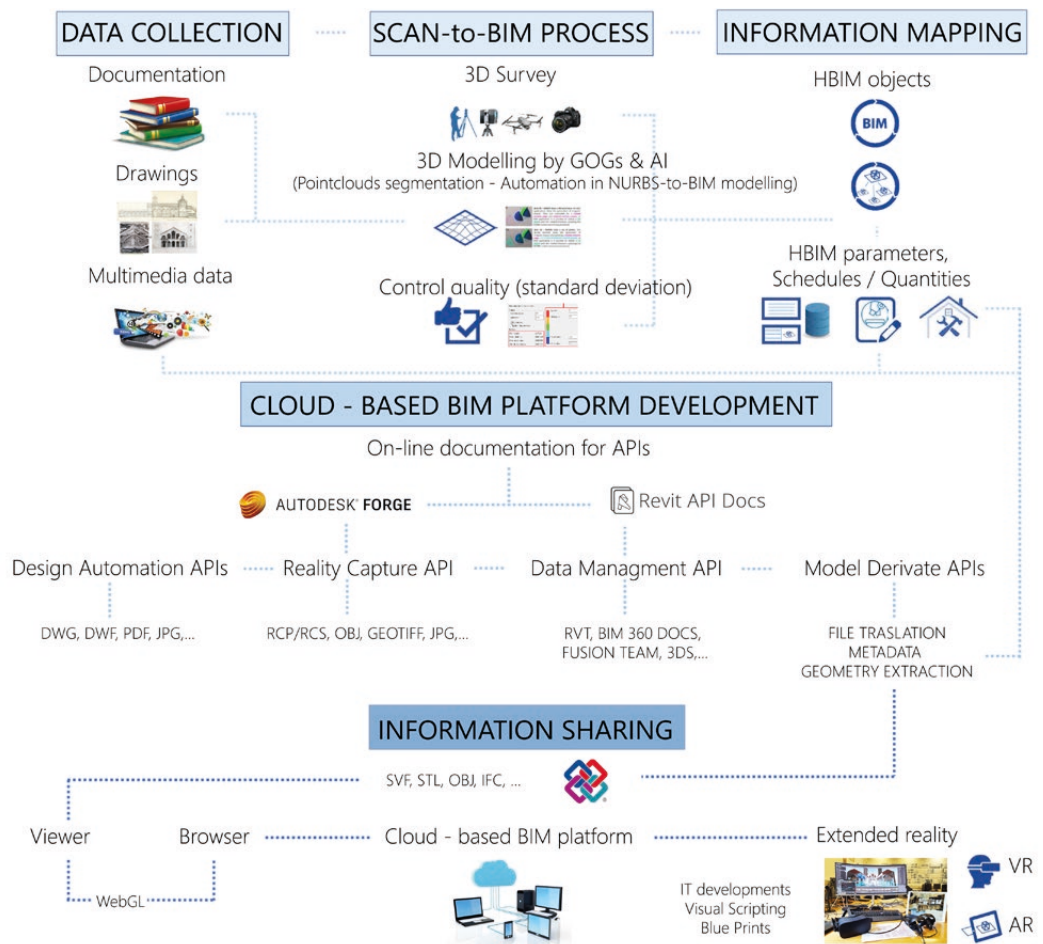 DATA COLLECTION
SCAN-to-BIM PROCESS
INFORMATION MAPPING
Documentation
Drawings
Multimedia data
3D Survey
3D Modelling by GOGs & AI
(Pointclouds segmentation - Automation in NURBS-to-BIM modelling)
Control quality (standard deviation)
HBIM objects
BIM
HBIM parameters,
Schedules / Quantities
CLOUD - BASED BIM PLATFORM DEVELOPMENT
On-line documentation for APIs
AUTODESK® FORGE
Revit API Docs
Design Automation APIs
Reality Capture API
Data Managment API
Model Derivate APIs
DWG, DWF, PDF, JPG,...
RCP/RCS, OBJ, GEOTIFF, JPG,...
RVT, BIM 360 DOCS,
FUSION TEAM, 3DS,...
FILE TRASLATION
METADATA
GEOMETRY EXTRACTION
INFORMATION SHARING
SVF, STL, OBJ, IFC, ...
®
Viewer
Browser
Cloud - based BIM platform
Extended reality
WebGL
IT developments
Visual Scripting
Blue Prints
VR
AR